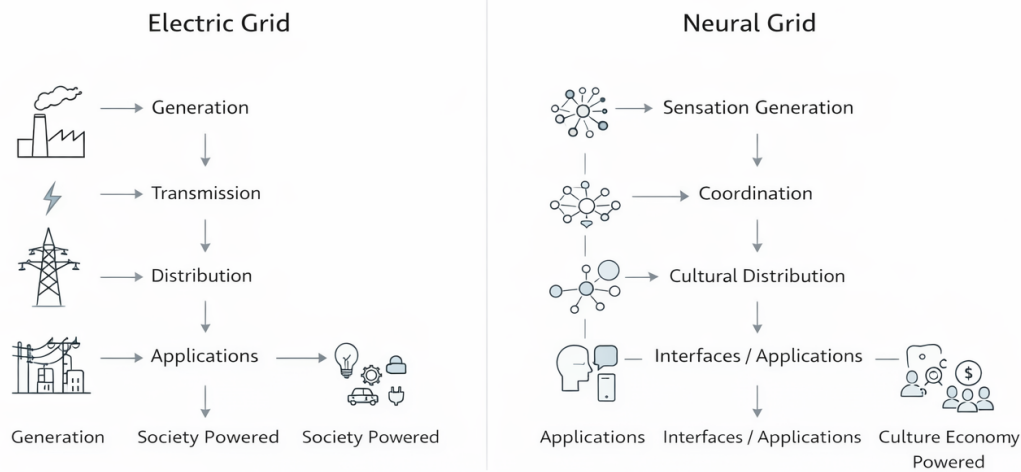 Electric Grid
Generation
Transmission
Distribution
Applications
Generation
Society Powered
Society Powered
Neural Grid
Sensation Generation
Coordination
Cultural Distribution
Interfaces / Applications
$
Applications
Interfaces / Applications
Culture Economy
Powered